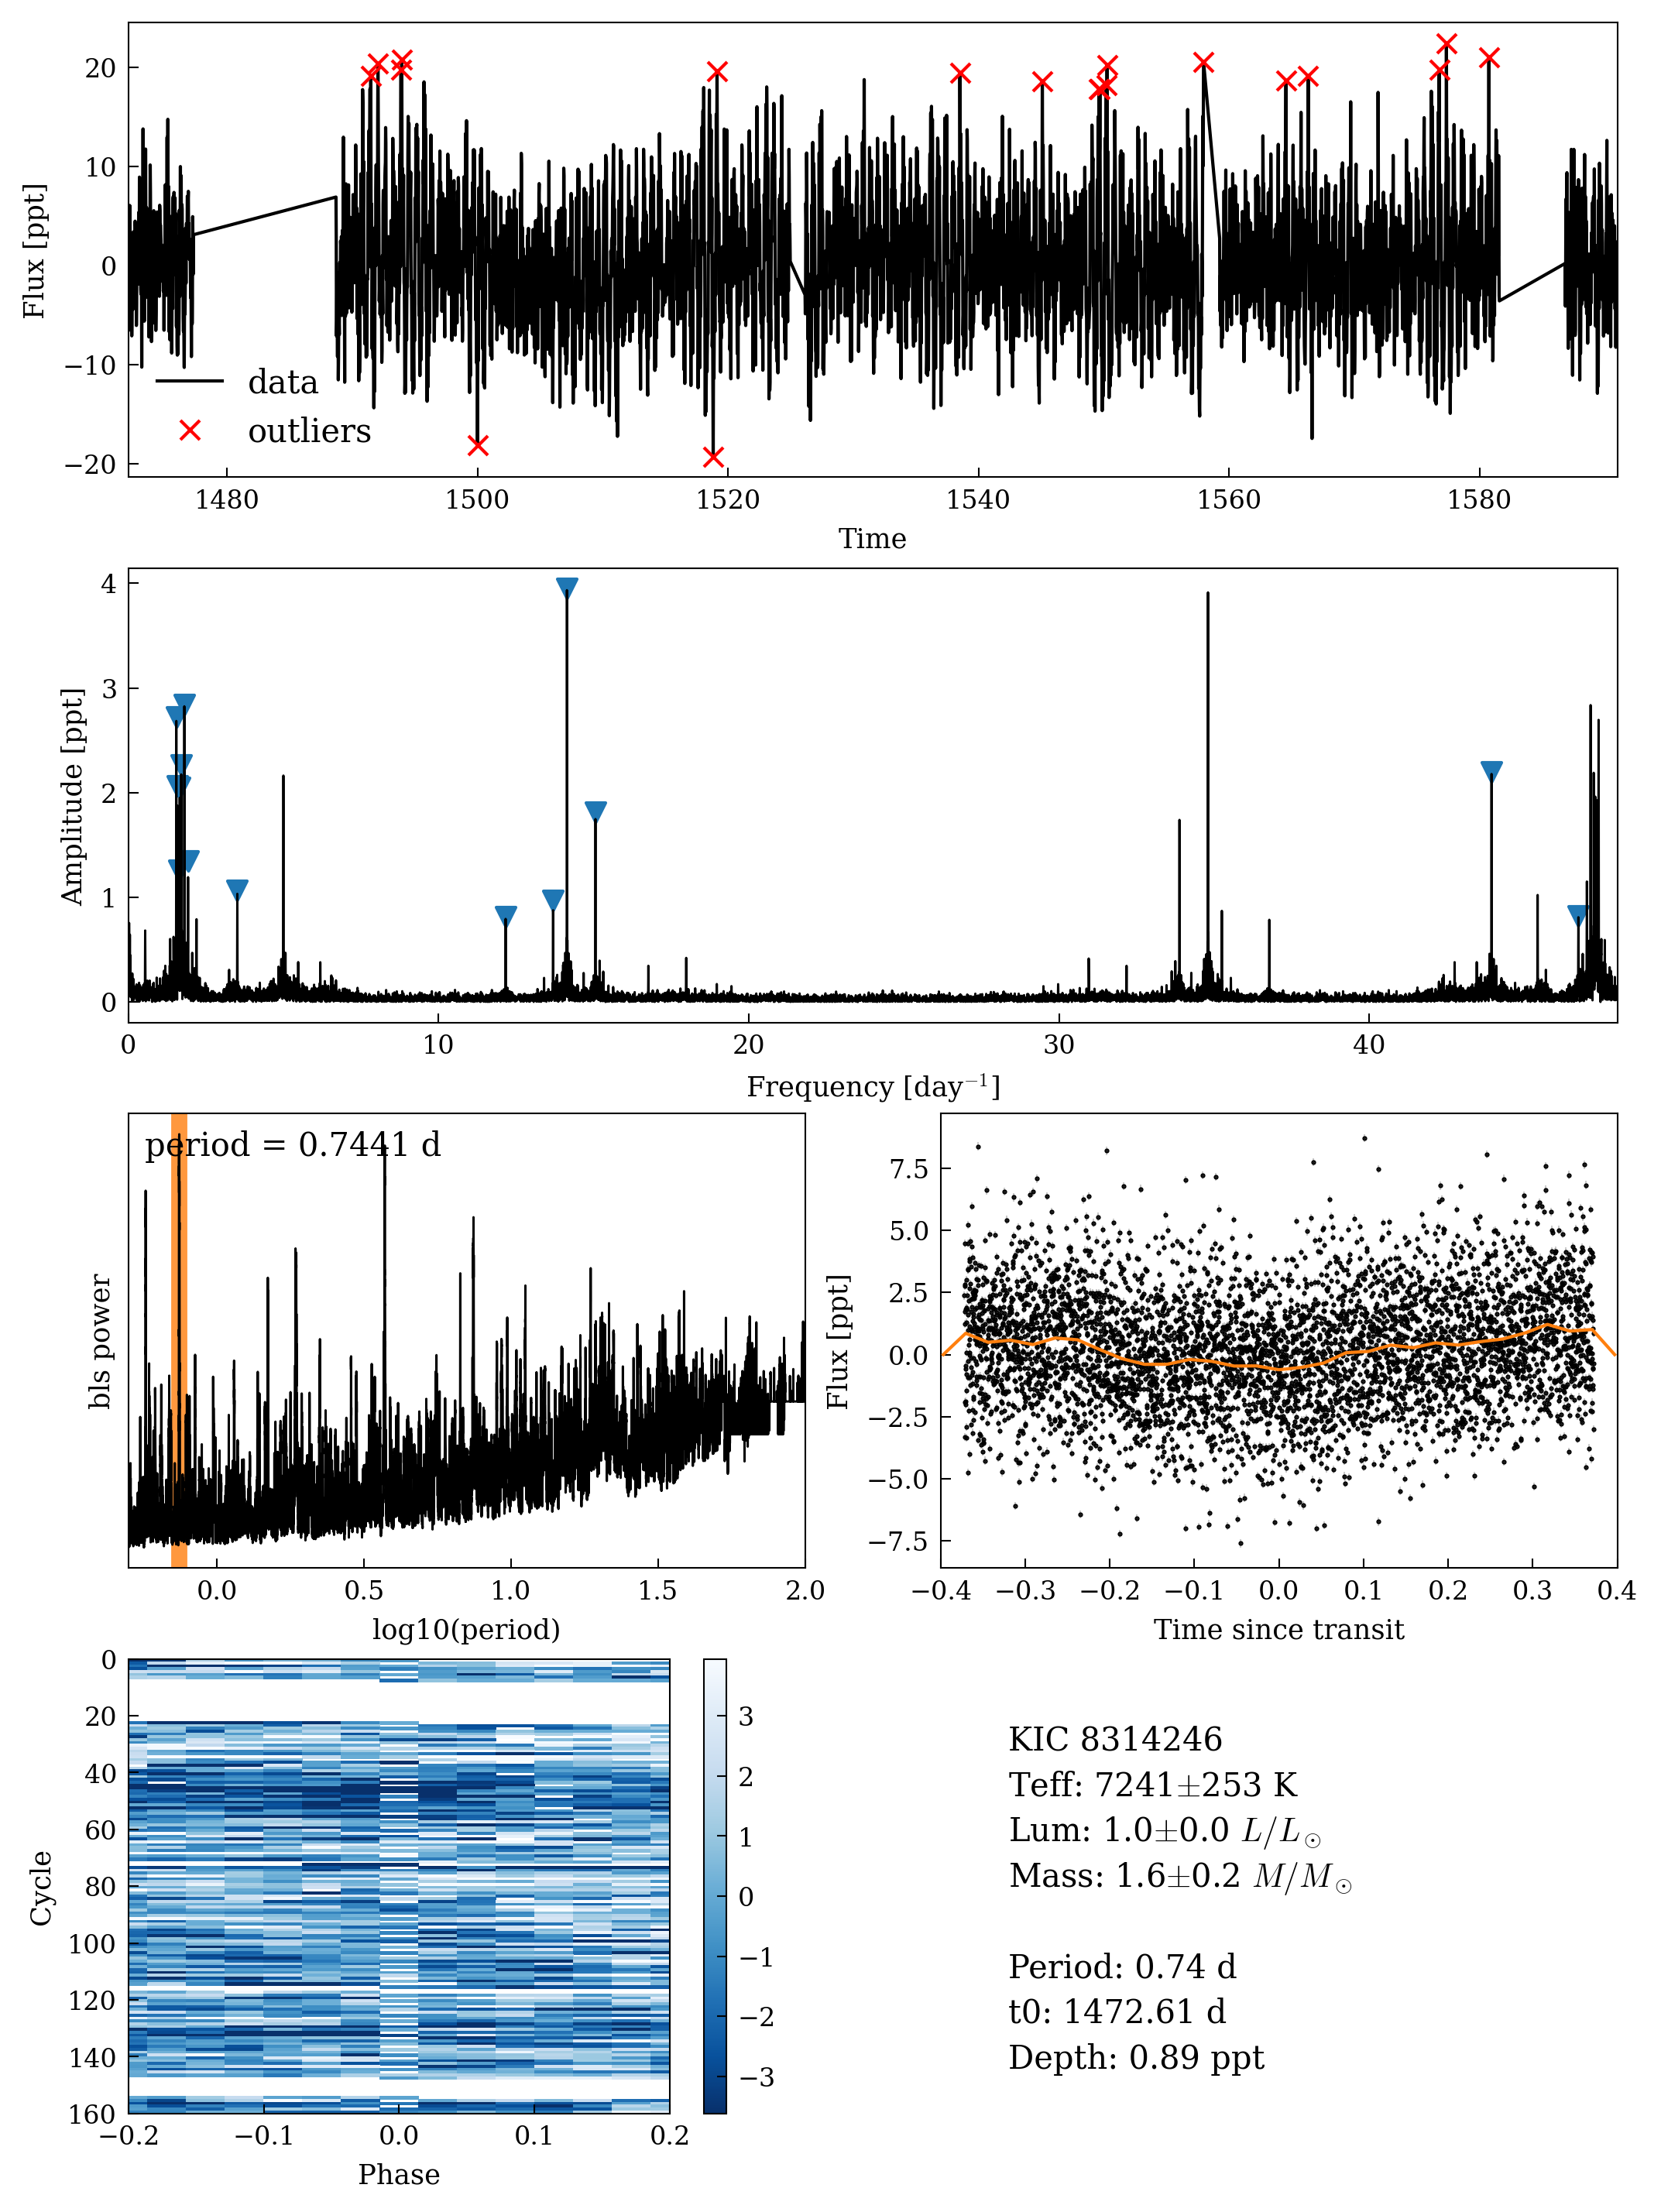 20
10
0
−10
−20
Flux [ppt]
data
outliers
1480 1500 1520 1540 1560 1580
Time
4
3
2
1
0
Amplitude [ppt]
0 10 20 30 40
Frequency [day⁻¹]
period = 0.7441 d
bls power
0.0 0.5 1.0 1.5 2.0
log10(period)
7.5
5.0
2.5
0.0
−2.5
−5.0
−7.5
Flux [ppt]
−0.4 −0.3 −0.2 −0.1 0.0 0.1 0.2 0.3 0.4
Time since transit
0
20
40
60
80
100
120
140
160
Cycle
−0.2 −0.1 0.0 0.1 0.2
Phase
3
2
1
0
−1
−2
−3
KIC 8314246
Teff: 7241±253 K
Lum: 1.0±0.0 L/L☉
Mass: 1.6±0.2 M/M☉
Period: 0.74 d
t0: 1472.61 d
Depth: 0.89 ppt